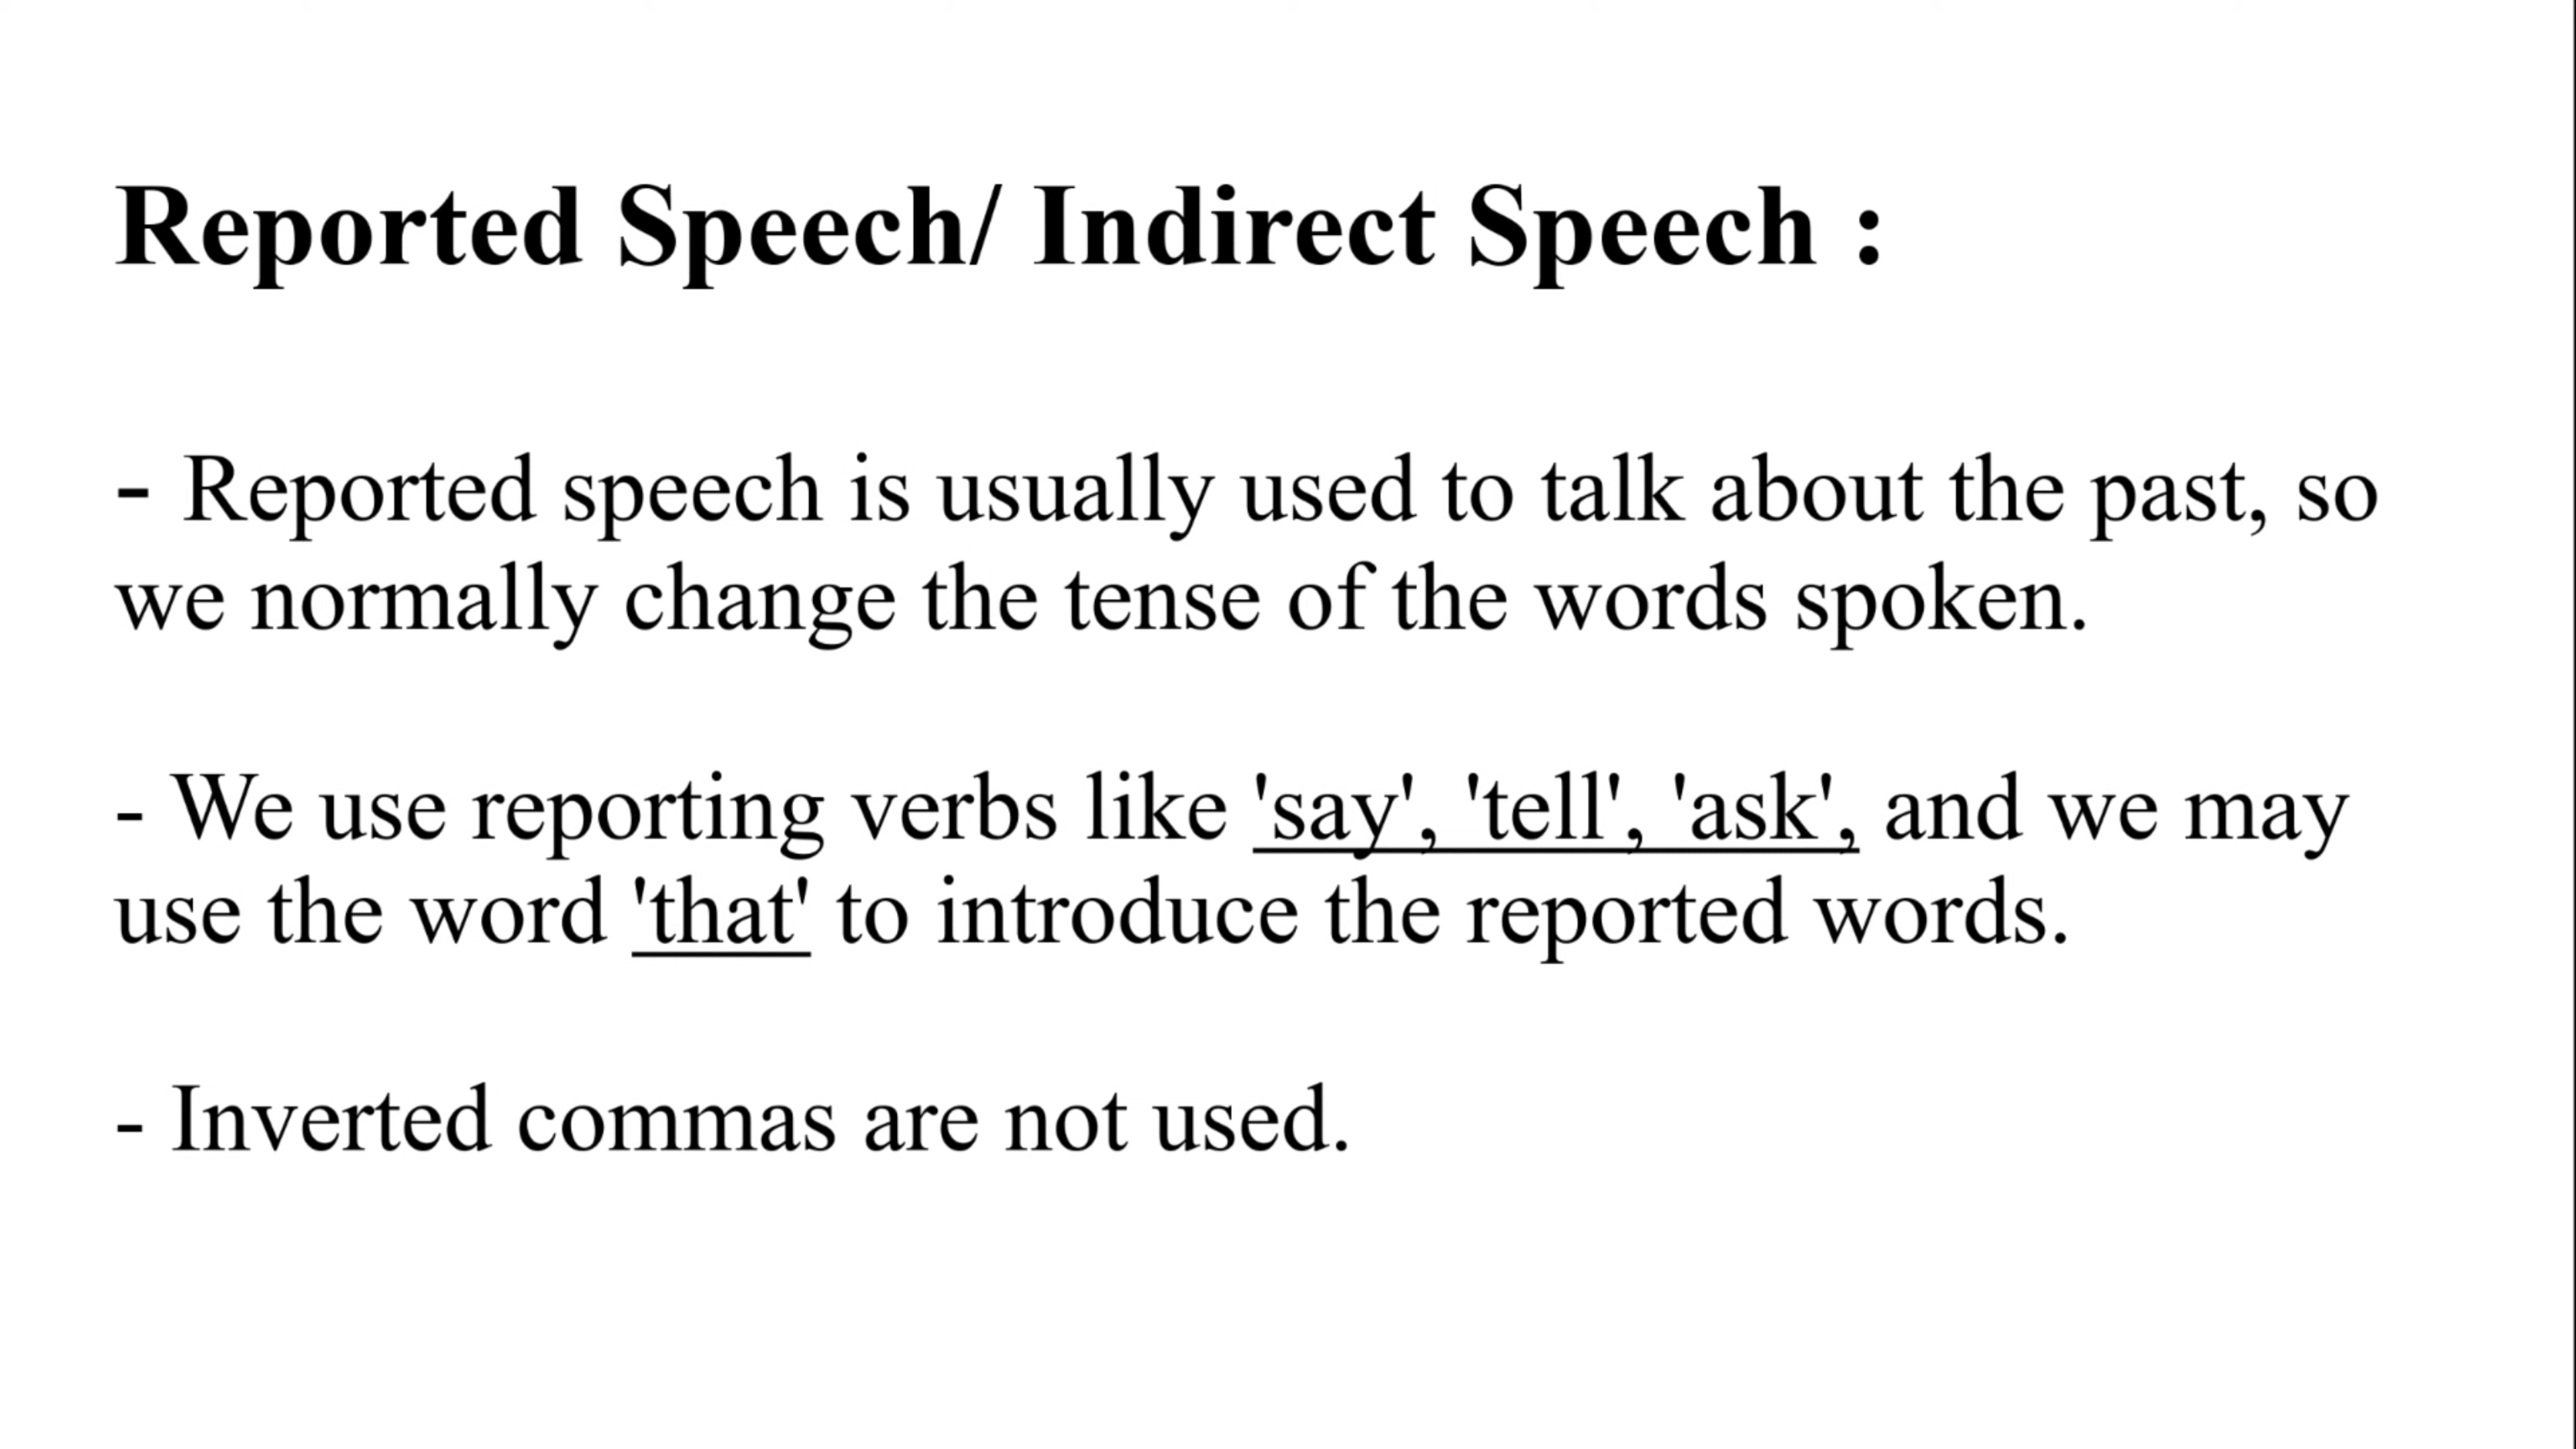 Reported Speech/ Indirect Speech :
- Reported speech is usually used to talk about the past, so
we normally change the tense of the words spoken.
- We use reporting verbs like 'say', 'tell', 'ask', and we may
use the word 'that' to introduce the reported words.
- Inverted commas are not used.